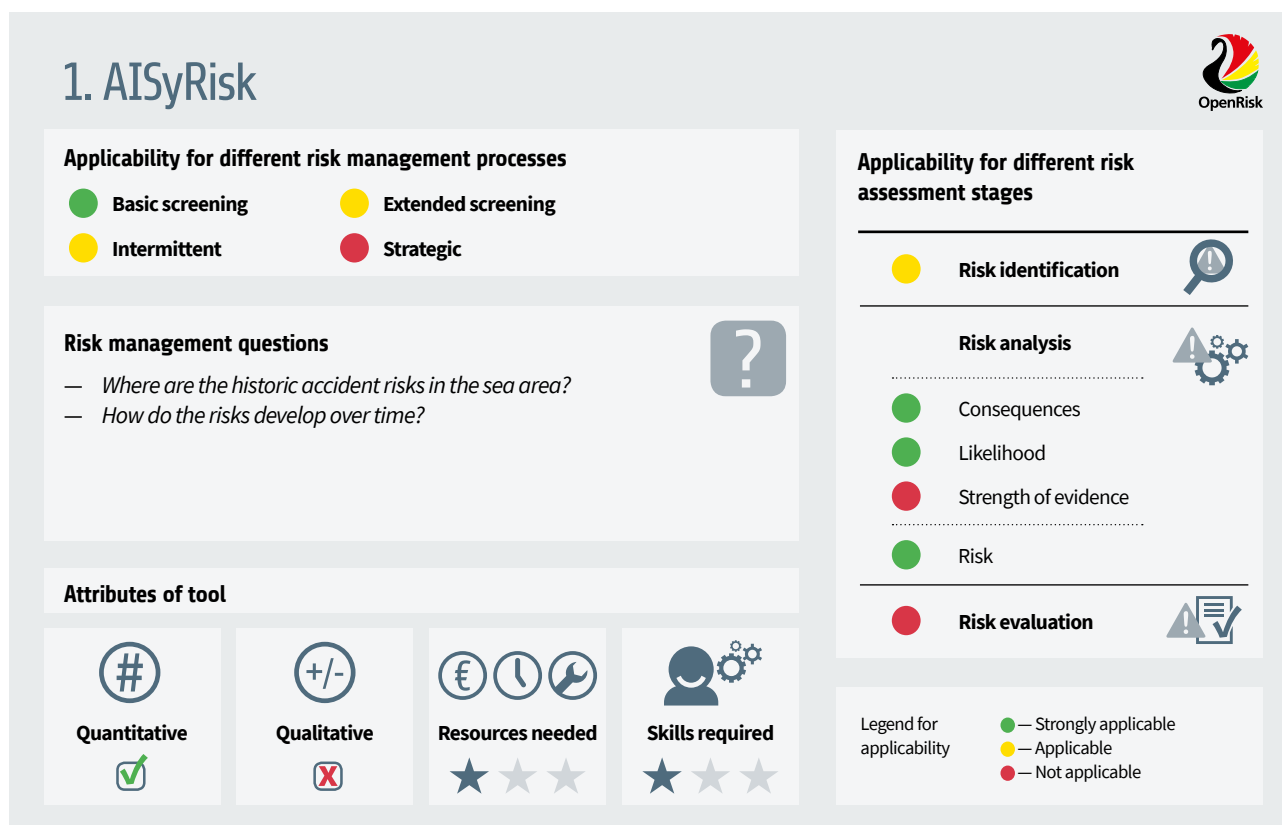 1. AISyRisk
OpenRisk
Applicability for different risk management processes
Basic screening
Extended screening
Intermittent
Strategic
Risk management questions
?
— Where are the historic accident risks in the sea area?
— How do the risks develop over time?
Attributes of tool
#
Quantitative
+/-
Qualitative
X
€
Resources needed
Skills required
Applicability for different risk
assessment stages
Risk identification
!
Risk analysis
!
Consequences
Likelihood
Strength of evidence
Risk
Risk evaluation
!
Legend for
applicability
— Strongly applicable
— Applicable
— Not applicable